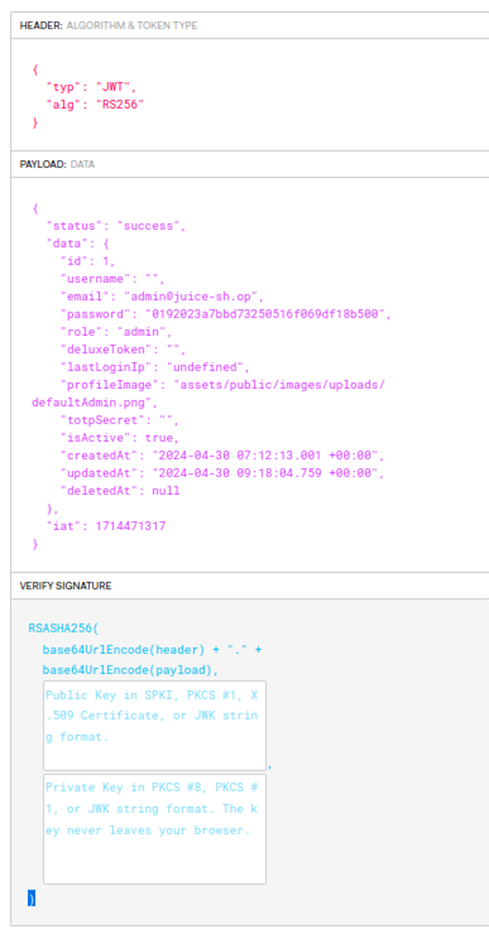 HEADER: ALGORITHM & TOKEN TYPE
{
"typ": "JWT",
"alg": "RS256"
}
PAYLOAD: DATA
{
"status": "success",
"data": {
"id": 1,
"username": "",
"email": "admin@juice-sh.op",
"password": "0192023a7bbd73250516f069df18b500",
"role": "admin",
"deluxeToken": "",
"lastLoginIp": "undefined",
"profileImage": "assets/public/images/uploads/
defaultAdmin.png",
"totpSecret": "",
"isActive": true,
"createdAt": "2024-04-30 07:12:13.001 +00:00",
"updatedAt": "2024-04-30 09:18:04.759 +00:00",
"deletedAt": null
},
"iat": 1714471317
}
VERIFY SIGNATURE
RSASHA256(
base64UrlEncode(header) + "." +
base64UrlEncode(payload),
Public Key in SPKI, PKCS #1, X
.509 Certificate, or JWK strin
g format.
,
Private Key in PKCS #8, PKCS #
1, or JWK string format. The k
ey never leaves your browser.
)